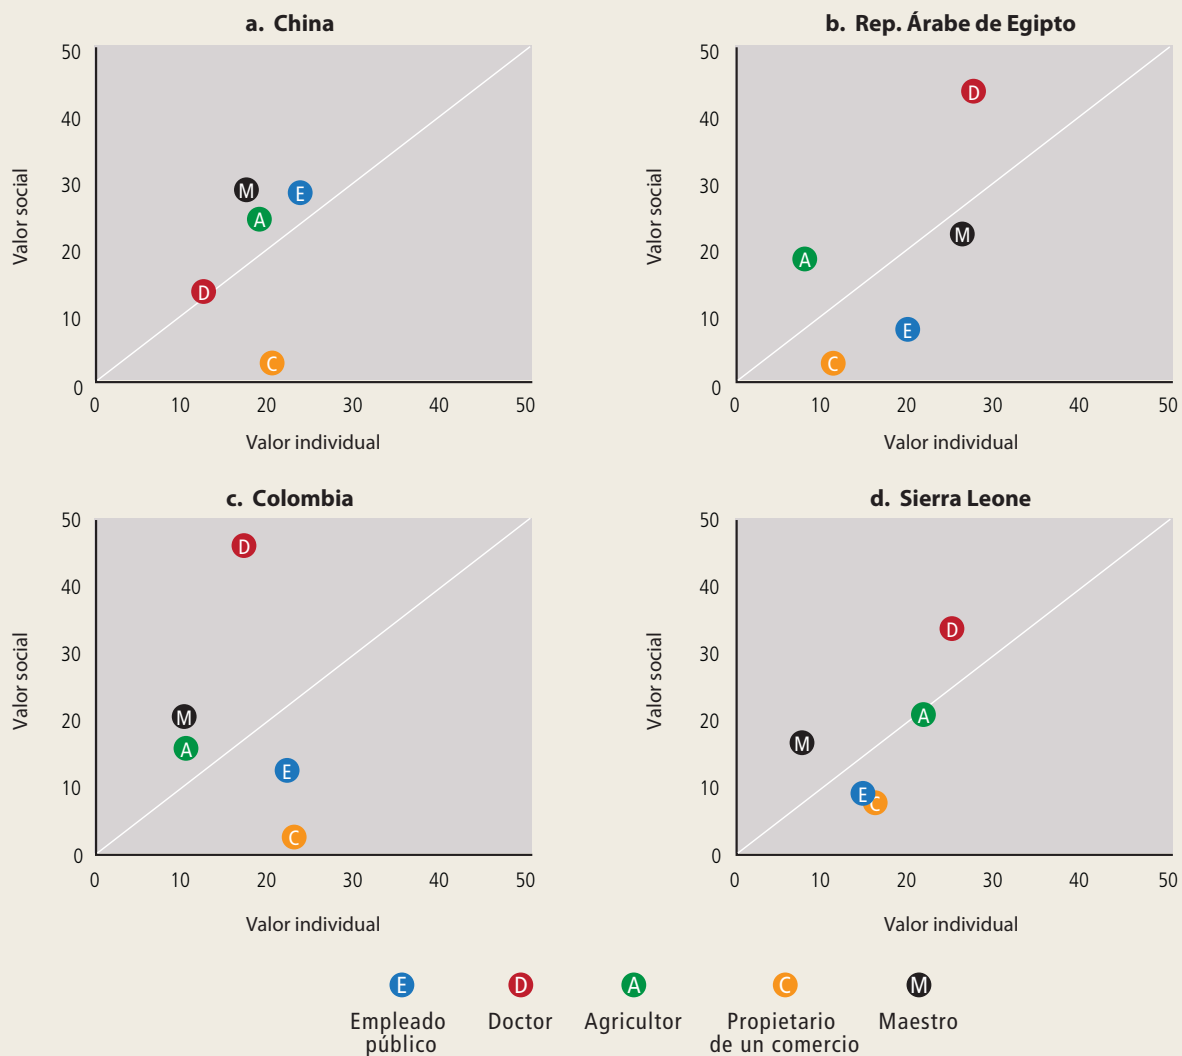 a. China
50
40
30
20
10
0
Valor social
M
E
A
D
C
0 10 20 30 40 50
Valor individual
b. Rep. Árabe de Egipto
50
40
30
20
10
0
Valor social
D
M
A
E
C
0 10 20 30 40 50
Valor individual
c. Colombia
50
40
30
20
10
0
Valor social
D
M
A
E
C
0 10 20 30 40 50
Valor individual
d. Sierra Leone
50
40
30
20
10
0
Valor social
D
A
M
E
C
0 10 20 30 40 50
Valor individual
E
Empleado
público
D
Doctor
A
Agricultor
C
Propietario
de un comercio
M
Maestro